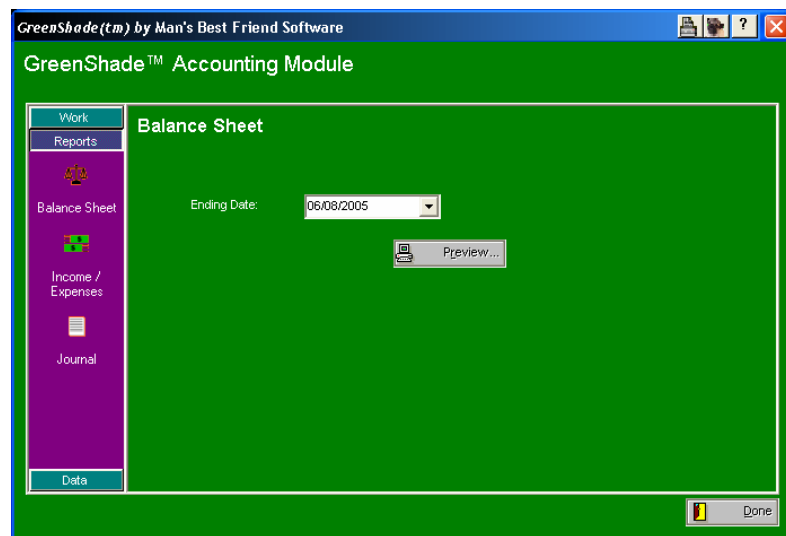 GreenShade(tm) by Man's Best Friend Software
?
GreenShade™ Accounting Module
Work
Reports
Balance Sheet
Income /
Expenses
Journal
Data
Balance Sheet
Ending Date:
06/08/2005
Preview...
Done